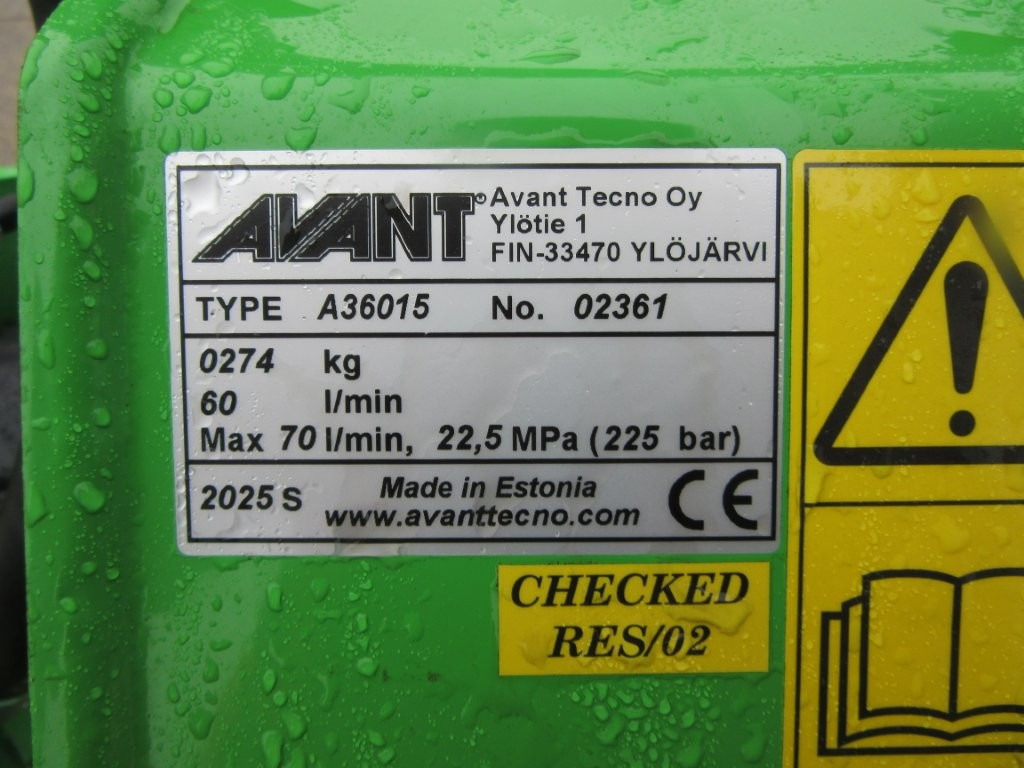 AVANT® Avant Tecno Oy
Ylötie 1
FIN-33470 YLÖJÄRVI
TYPE A36015 No. 02361
0274 kg
60 l/min
Max 70 l/min, 22,5 MPa (225 bar)
2025 S Made in Estonia CE
www.avanttecno.com
CHECKED
RES/02